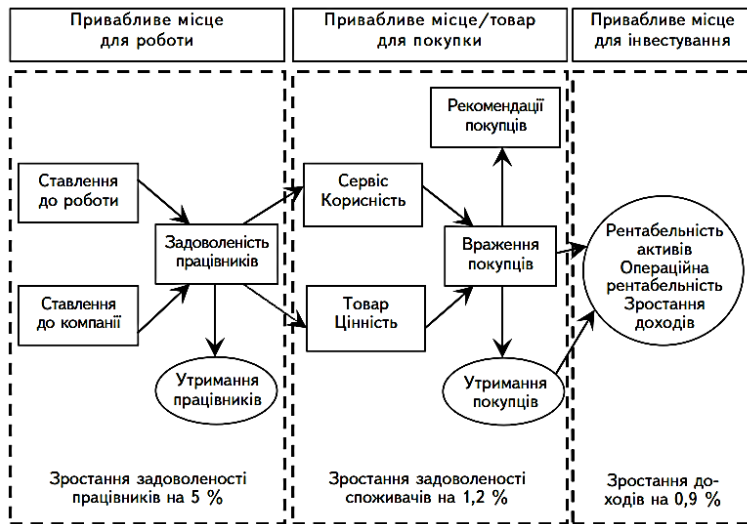 Привабливе місце
для роботи
Привабливе місце/товар
для покупки
Привабливе місце
для інвестування
Ставлення
до роботи
Ставлення
до компанії
Задоволеність
працівників
Утримання
працівників
Зростання задоволеності
працівників на 5 %
Рекомендації
покупців
Сервіс
Корисність
Товар
Цінність
Враження
покупців
Утримання
покупців
Зростання задоволеності
споживачів на 1,2 %
Рентабельність
активів
Операційна
рентабельність
Зростання
доходів
Зростання до-
ходів на 0,9 %